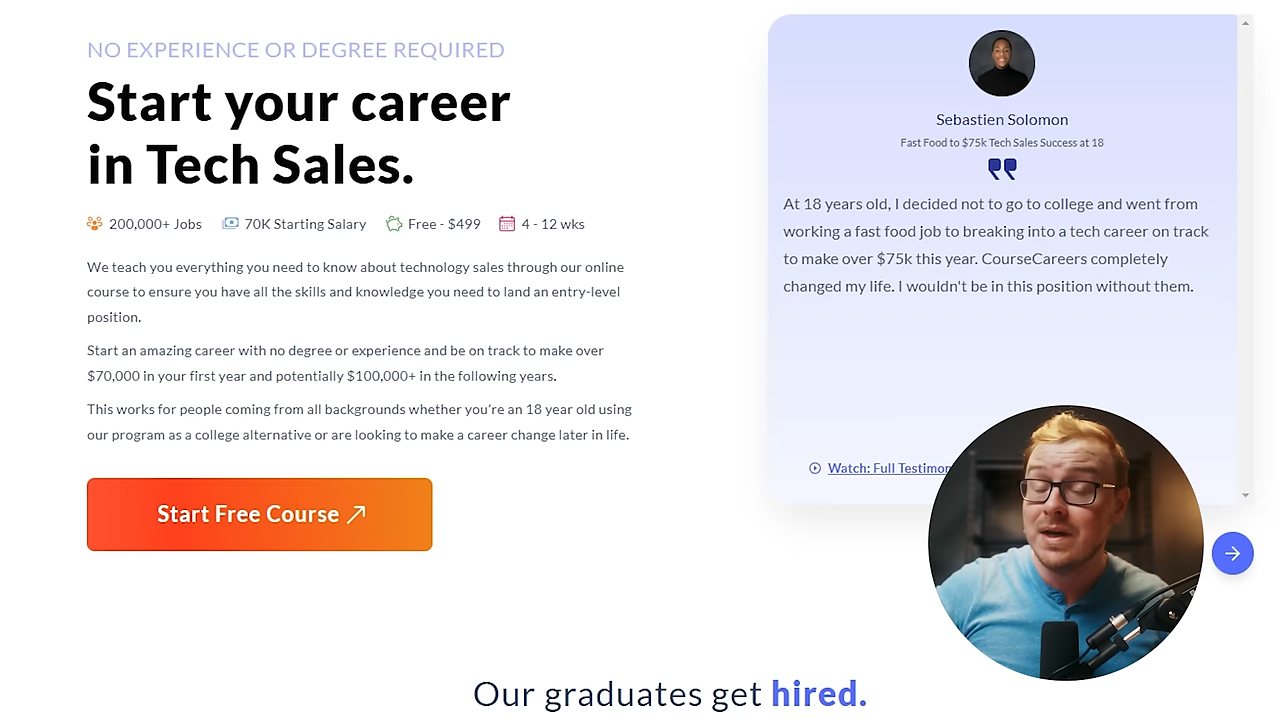 NO EXPERIENCE OR DEGREE REQUIRED
Start your career
in Tech Sales.
200,000+ Jobs
70K Starting Salary
Free - $499
4 - 12 wks
We teach you everything you need to know about technology sales through our online
course to ensure you have all the skills and knowledge you need to land an entry-level
position.
Start an amazing career with no degree or experience and be on track to make over
$70,000 in your first year and potentially $100,000+ in the following years.
This works for people coming from all backgrounds whether you're an 18 year old using
our program as a college alternative or are looking to make a career change later in life.
Start Free Course
Sebastien Solomon
Fast Food to $75k Tech Sales Success at 18
At 18 years old, I decided not to go to college and went from
working a fast food job to breaking into a tech career on track
to make over $75k this year. CourseCareers completely
changed my life. I wouldn't be in this position without them.
Watch: Full
Our graduates get hired.